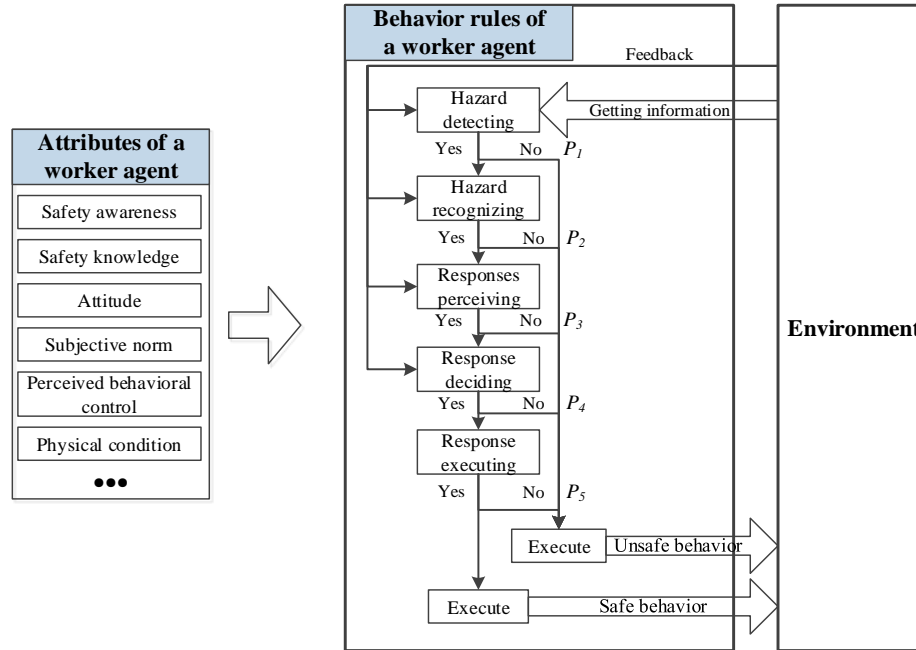 Attributes of a
worker agent
Safety awareness
Safety knowledge
Attitude
Subjective norm
Perceived behavioral
control
Physical condition
•••
Behavior rules of
a worker agent
Feedback
Getting information
Hazard
detecting
Yes No P1
Hazard
recognizing
Yes No P2
Responses
perceiving
Yes No P3
Response
deciding
Yes No P4
Response
executing
Yes No P5
Execute Unsafe behavior
Execute Safe behavior
Environment